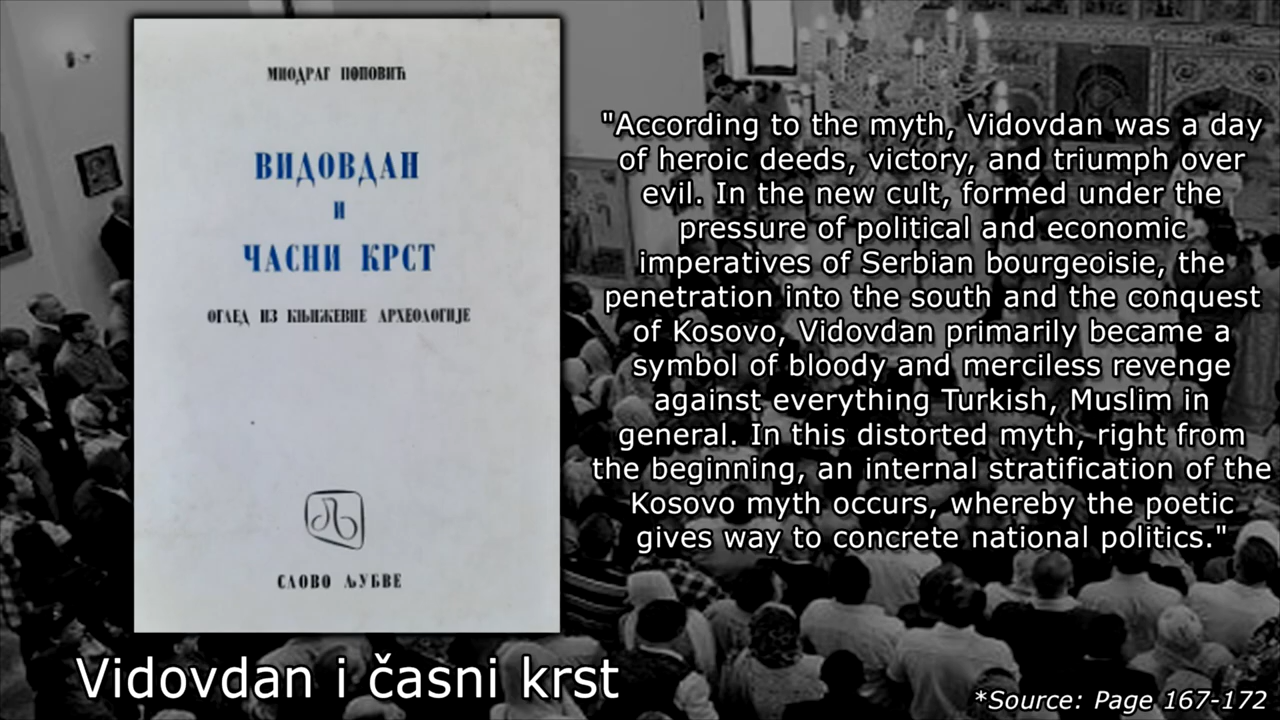 МИОДРАГ ПОПОВИЋ
ВИДОВДАН
И
ЧАСНИ КРСТ
ОГЛЕД ИЗ КЊИЖЕВНЕ АРХЕОЛОГИЈЕ
СЛОВО ЉУБВЕ
Vidovdan i časni krst
"According to the myth, Vidovdan was a day
of heroic deeds, victory, and triumph over
evil. In the new cult, formed under the
pressure of political and economic
imperatives of Serbian bourgeoisie, the
penetration into the south and the conquest
of Kosovo, Vidovdan primarily became a
symbol of bloody and merciless revenge
against everything Turkish, Muslim in
general. In this distorted myth, right from
the beginning, an internal stratification of the
Kosovo myth occurs, whereby the poetic
gives way to concrete national politics."
*Source: Page 167-172